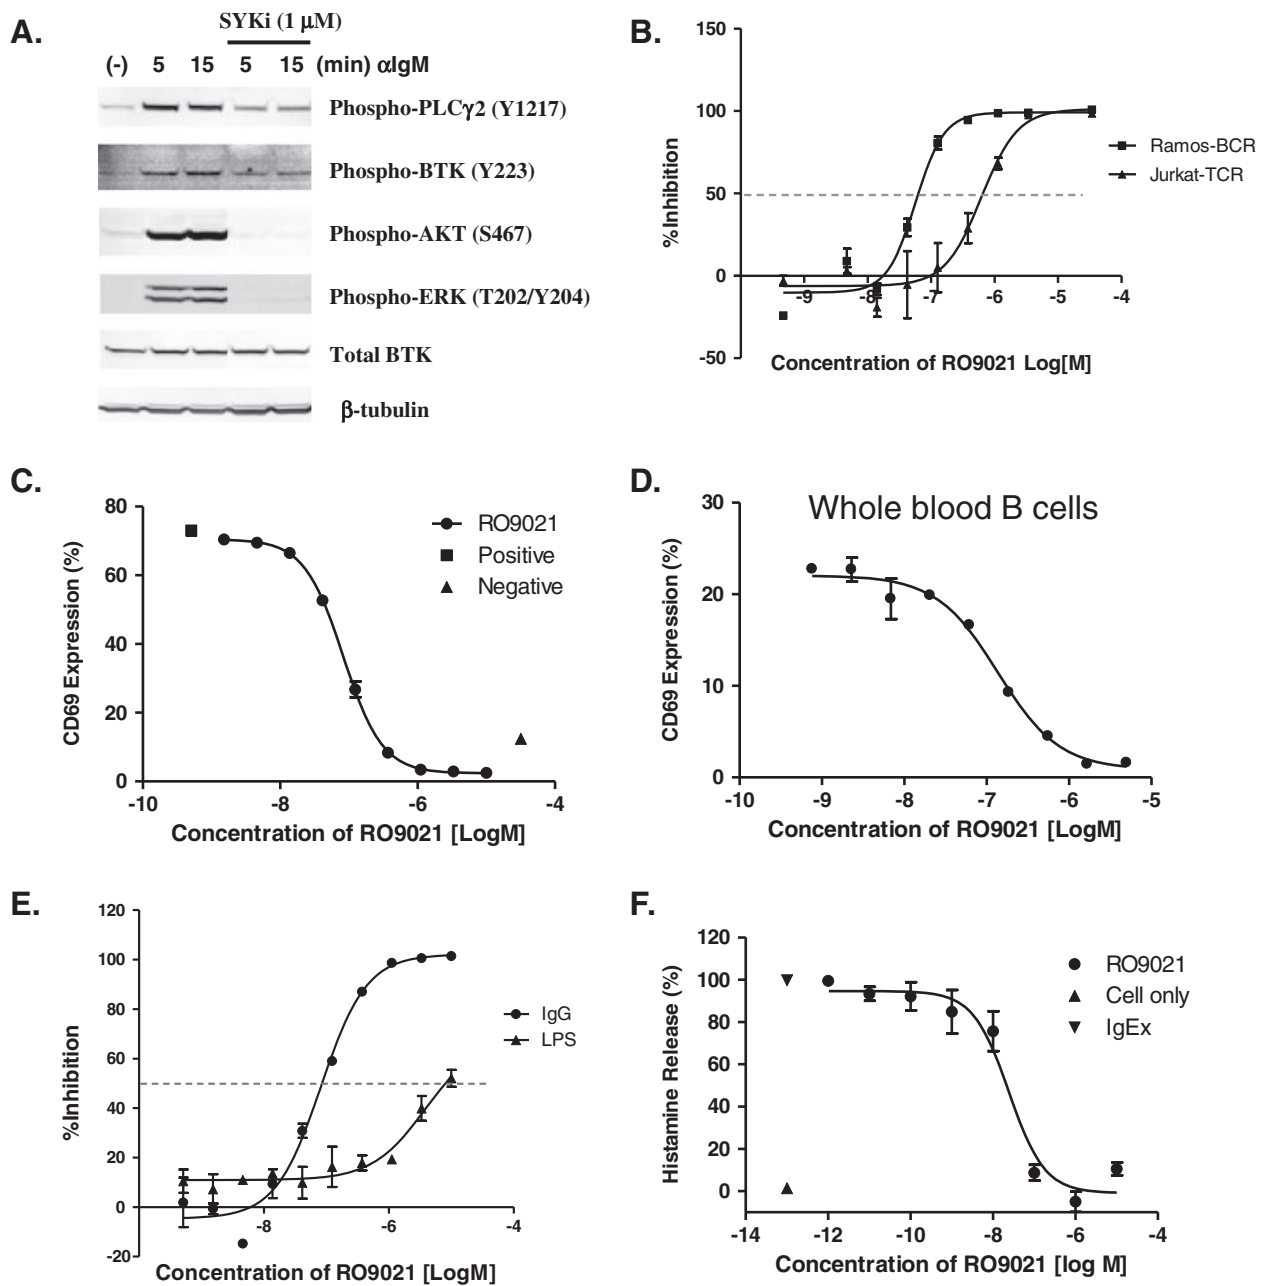 A.
SYKi (1 μM)
(-) 5 15 5 15 (min) αIgM
Phospho-PLCγ2 (Y1217)
Phospho-BTK (Y223)
Phospho-AKT (S467)
Phospho-ERK (T202/Y204)
Total BTK
β-tubulin
B.
150
100
50
0
-50
%Inhibition
-9 -8 -7 -6 -5 -4
Concentration of RO9021 Log[M]
Ramos-BCR
Jurkat-TCR
C.
80
60
40
20
0
CD69 Expression (%)
-10 -8 -6 -4
Concentration of RO9021 [LogM]
RO9021
Positive
Negative
D.
Whole blood B cells
30
20
10
0
CD69 Expression (%)
-10 -9 -8 -7 -6 -5
Concentration of RO9021 [LogM]
E.
120
100
80
60
40
20
0
-20
%Inhibition
-8 -6 -4
Concentration of RO9021 [LogM]
IgG
LPS
F.
120
100
80
60
40
20
0
Histamine Release (%)
-14 -12 -10 -8 -6 -4
Concentration of RO9021 [log M]
RO9021
Cell only
IgEx